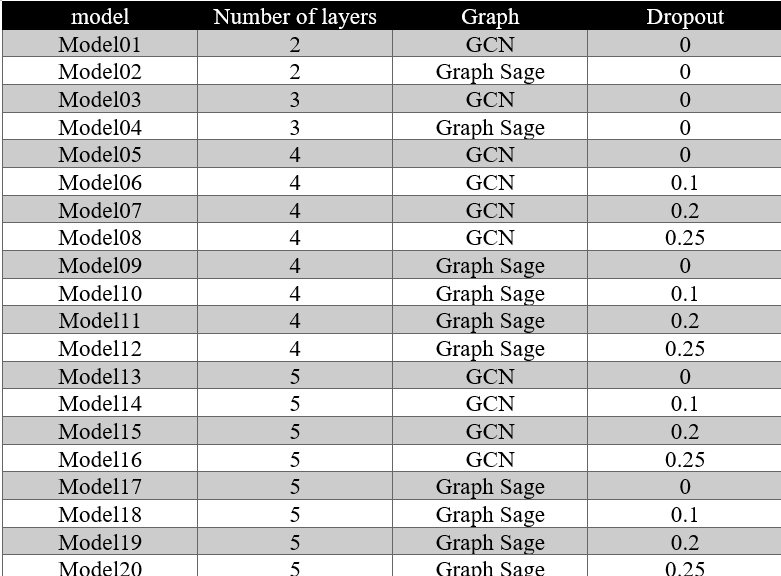 model Number of layers Graph Dropout
Model01 2 GCN 0
Model02 2 Graph Sage 0
Model03 3 GCN 0
Model04 3 Graph Sage 0
Model05 4 GCN 0
Model06 4 GCN 0.1
Model07 4 GCN 0.2
Model08 4 GCN 0.25
Model09 4 Graph Sage 0
Model10 4 Graph Sage 0.1
Model11 4 Graph Sage 0.2
Model12 4 Graph Sage 0.25
Model13 5 GCN 0
Model14 5 GCN 0.1
Model15 5 GCN 0.2
Model16 5 GCN 0.25
Model17 5 Graph Sage 0
Model18 5 Graph Sage 0.1
Model19 5 Graph Sage 0.2
Model20 5 Graph Sage 0.25